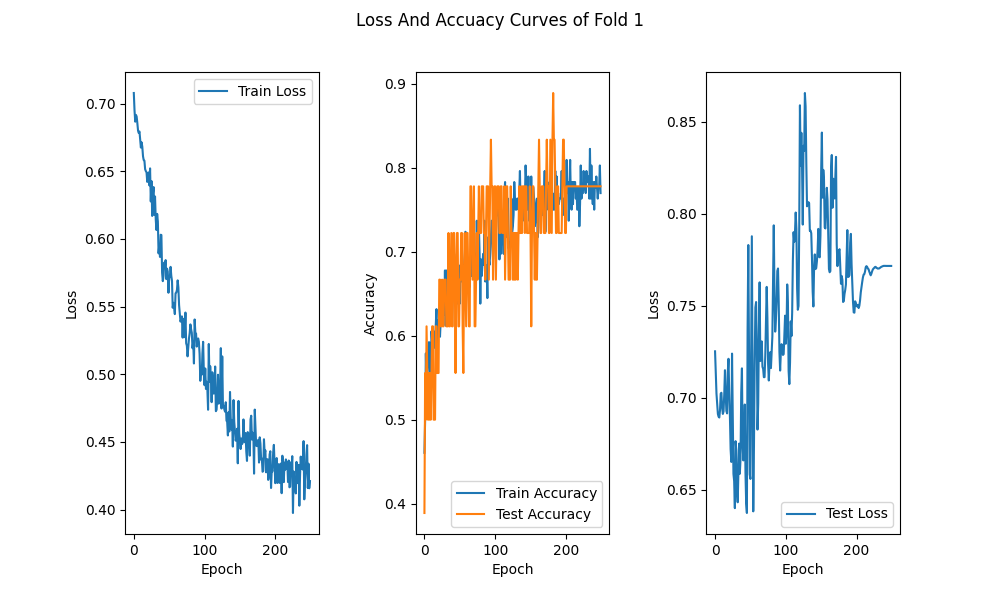 Loss And Accuacy Curves of Fold 1
Train Loss
0.70
0.65
0.60
0.55
0.50
0.45
0.40
Loss
0
100
200
Epoch
0.9
0.8
0.7
0.6
0.5
0.4
Accuracy
Train Accuracy
Test Accuracy
0
100
200
Epoch
0.85
0.80
0.75
0.70
0.65
Loss
Test Loss
0
100
200
Epoch